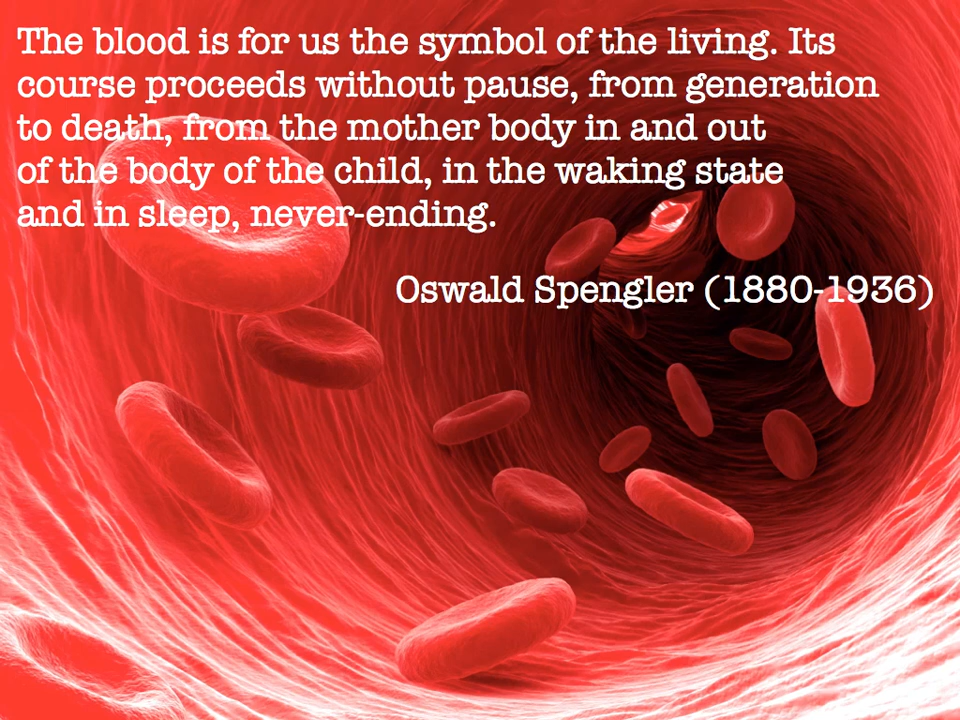 The blood is for us the symbol of the living. Its
course proceeds without pause, from generation
to death, from the mother body in and out
of the body of the child, in the waking state
and in sleep, never-ending.
Oswald Spengler (1880-1936)